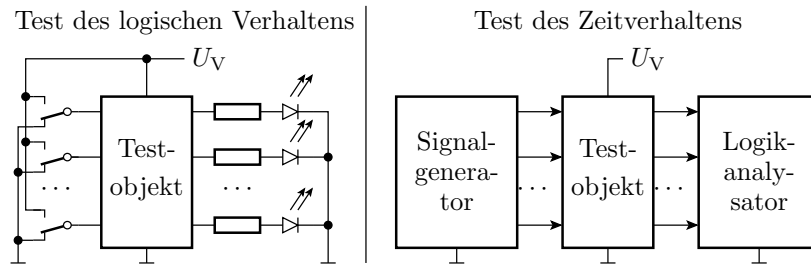 Test des logischen Verhaltens
U_V
Test-
objekt
...
...
Test des Zeitverhaltens
U_V
Signal-
genera-
tor
...
Test-
objekt
...
Logik-
analy-
sator